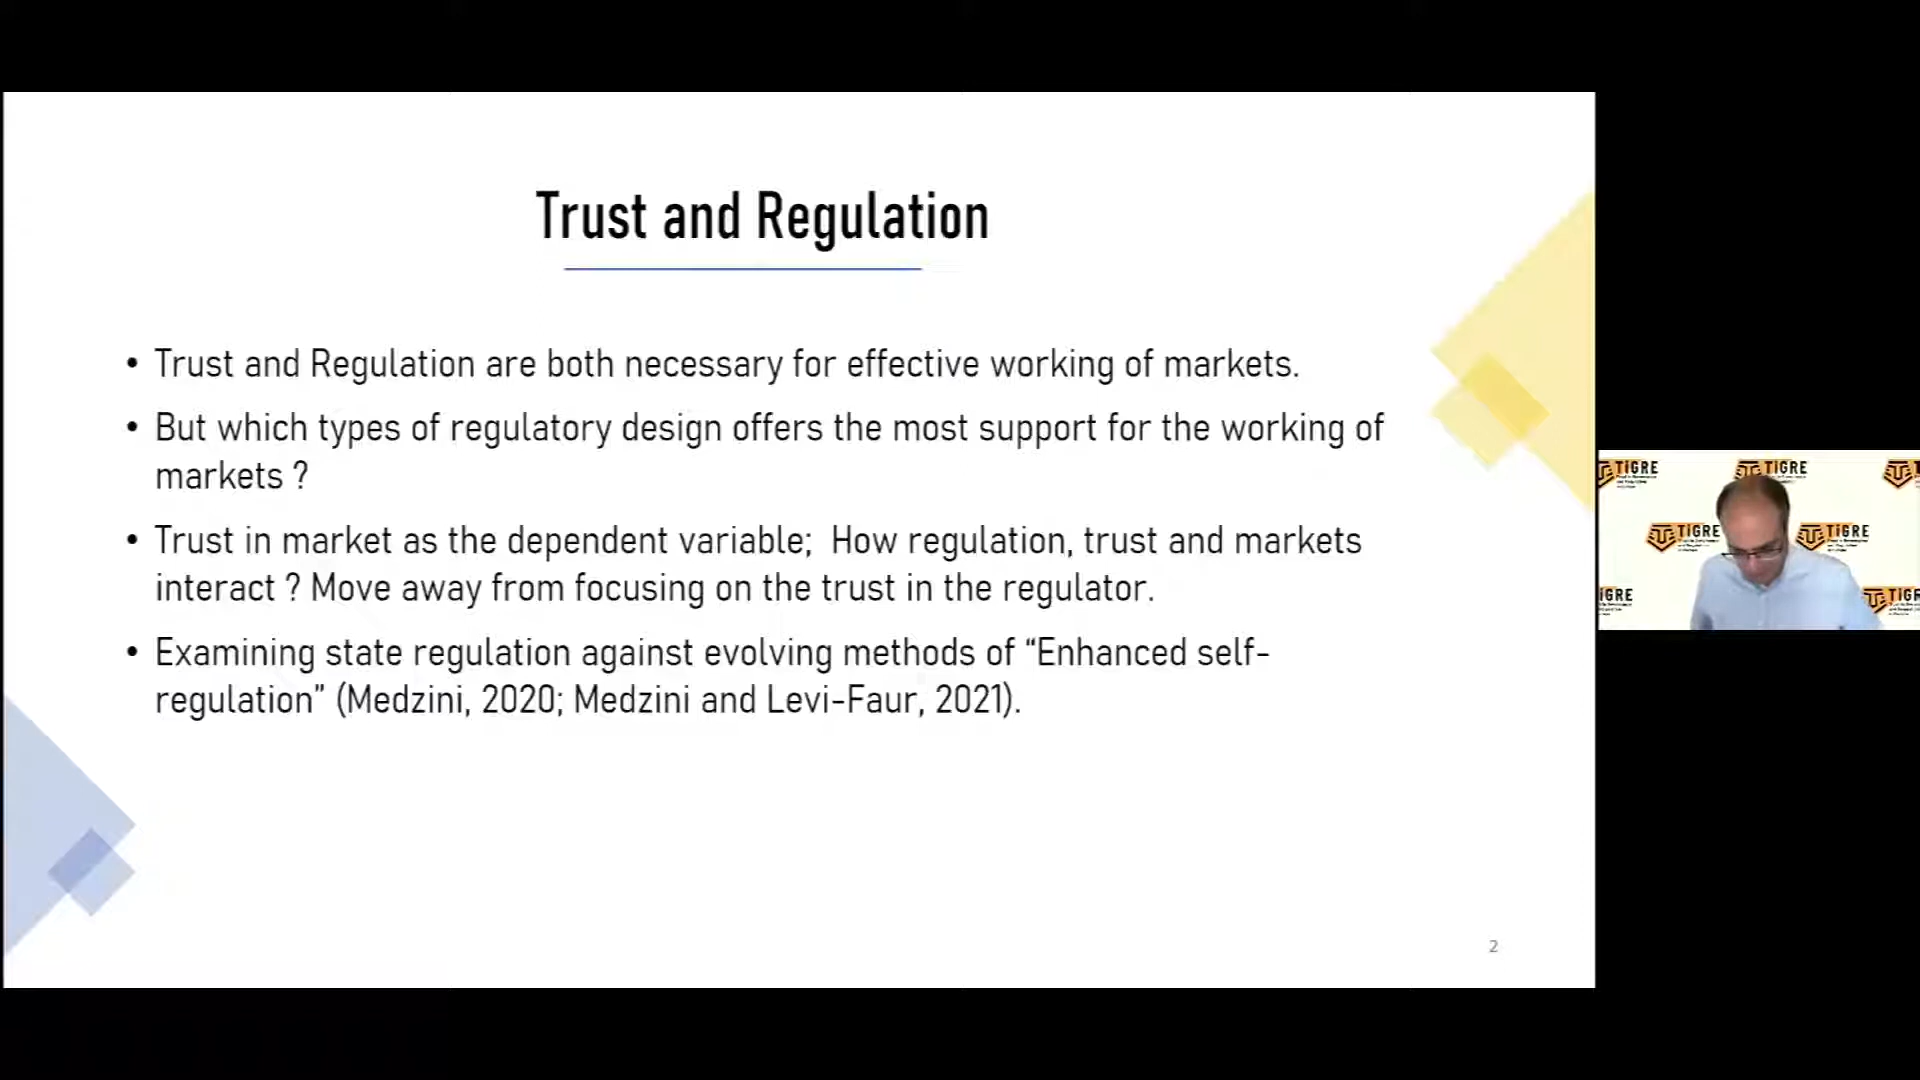 Trust and Regulation
• Trust and Regulation are both necessary for effective working of markets.
• But which types of regulatory design offers the most support for the working of
markets ?
• Trust in market as the dependent variable;  How regulation, trust and markets
interact ? Move away from focusing on the trust in the regulator.
• Examining state regulation against evolving methods of “Enhanced self-
regulation” (Medzini, 2020; Medzini and Levi-Faur, 2021).
2
TiGRE
TiGRE
TiGRE
TiGRE
IGRE
TIGR